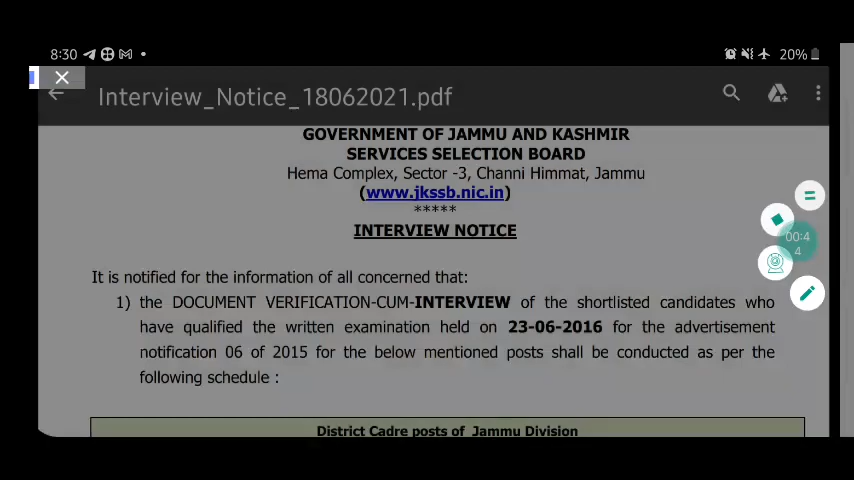 8:30
20%
Interview_Notice_18062021.pdf
GOVERNMENT OF JAMMU AND KASHMIR
SERVICES SELECTION BOARD
Hema Complex, Sector -3, Channi Himmat, Jammu
(www.jkssb.nic.in)
*****
INTERVIEW NOTICE
00:4
4
It is notified for the information of all concerned that:
1) the DOCUMENT VERIFICATION-CUM-INTERVIEW of the shortlisted candidates who
have qualified the written examination held on 23-06-2016 for the advertisement
notification 06 of 2015 for the below mentioned posts shall be conducted as per the
following schedule :
District Cadre posts of Jammu Division